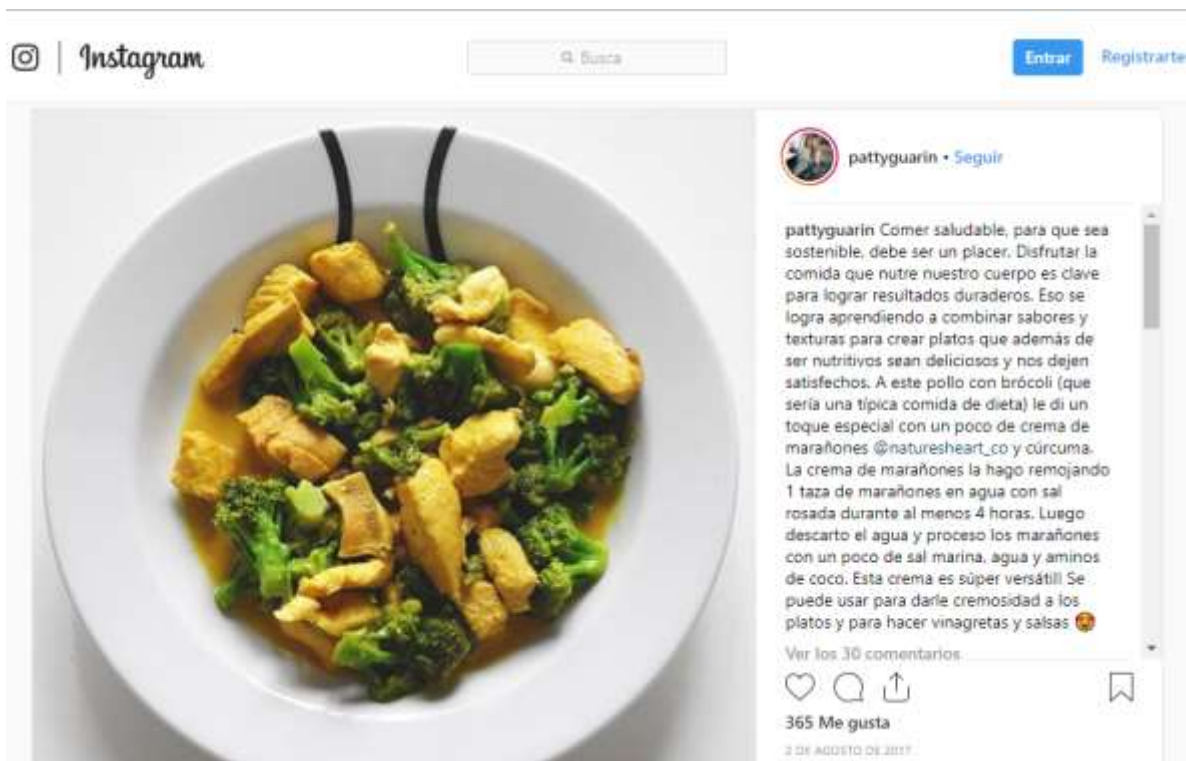 Instagram
Busca
Entrar
Registrarte
pattyguarin • Seguir
pattyguarin Comer saludable, para que sea
sostenible, debe ser un placer. Disfrutar la
comida que nutre nuestro cuerpo es clave
para lograr resultados duraderos. Eso se
logra aprendiendo a combinar sabores y
texturas para crear platos que además de
ser nutritivos sean deliciosos y nos dejen
satisfechos. A este pollo con brócoli (que
sería una típica comida de dieta) le di un
toque especial con un poco de crema de
marañones @naturesheart_co y cúrcuma.
La crema de marañones la hago remojando
1 taza de marañones en agua con sal
rosada durante al menos 4 horas. Luego
descarto el agua y proceso los marañones
con un poco de sal marina, agua y aminos
de coco. Esta crema es súper versátil! Se
puede usar para darle cremosidad a los
platos y para hacer vinagretas y salsas 🤩
Ver los 30 comentarios
365 Me gusta
2 DE AGOSTO DE 2017